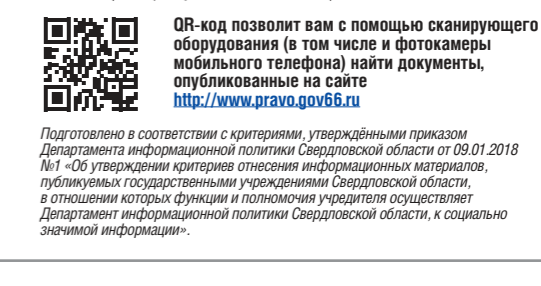 QR-код позволит вам с помощью сканирующего
оборудования (в том числе и фотокамеры
мобильного телефона) найти документы,
опубликованные на сайте
http://www.pravo.gov66.ru
Подготовлено в соответствии с критериями, утверждёнными приказом
Департамента информационной политики Свердловской области от 09.01.2018
№1 «Об утверждении критериев отнесения информационных материалов,
публикуемых государственными учреждениями Свердловской области,
в отношении которых функции и полномочия учредителя осуществляет
Департамент информационной политики Свердловской области, к социально
значимой информации».